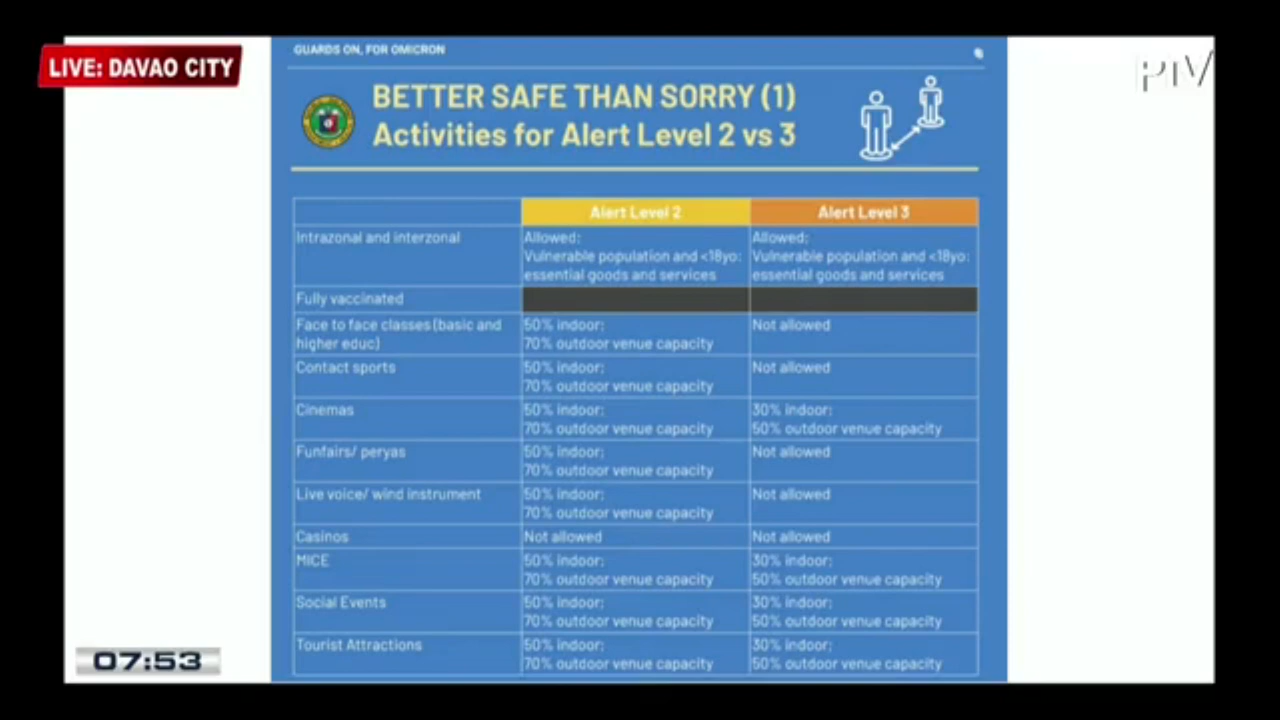 GUARDS ON, FOR OMICRON
LIVE: DAVAO CITY
PTV
BETTER SAFE THAN SORRY (1)
Activities for Alert Level 2 vs 3
Alert Level 2
Alert Level 3
Intrazonal and interzonal
Allowed:
Vulnerable population and <18yo:
essential goods and services
Allowed:
Vulnerable population and <18yo:
essential goods and services
Fully vaccinated
Face to face classes (basic and
higher educ)
50% indoor;
70% outdoor venue capacity
Not allowed
Contact sports
50% indoor;
70% outdoor venue capacity
Not allowed
Cinemas
50% indoor;
70% outdoor venue capacity
30% indoor;
50% outdoor venue capacity
Funfairs/ peryas
50% indoor;
70% outdoor venue capacity
Not allowed
Live voice/ wind instrument
50% indoor;
70% outdoor venue capacity
Not allowed
Casinos
Not allowed
Not allowed
MICE
50% indoor;
70% outdoor venue capacity
30% indoor;
50% outdoor venue capacity
Social Events
50% indoor;
70% outdoor venue capacity
30% indoor;
50% outdoor venue capacity
Tourist Attractions
50% indoor;
70% outdoor venue capacity
30% indoor;
50% outdoor venue capacity
07:53